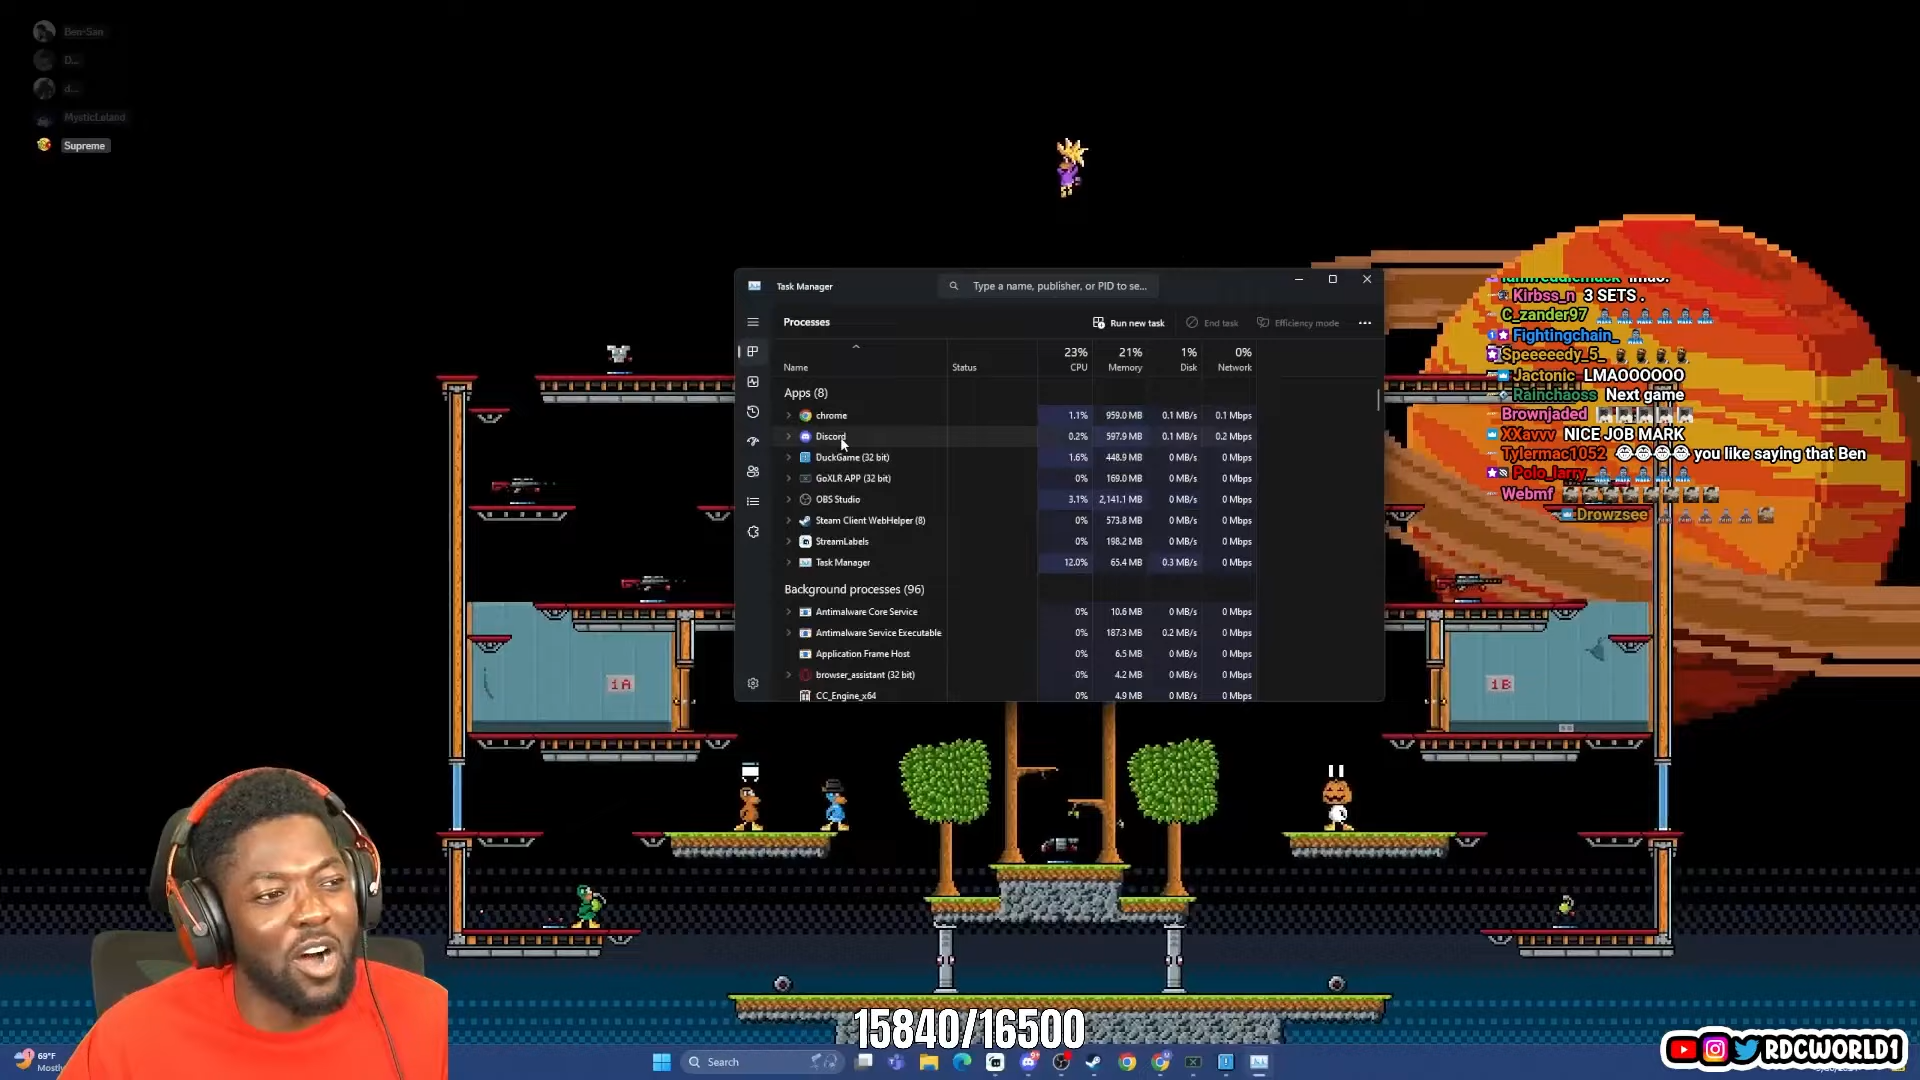 Ben-San
D...
d...
MysticLeland
Supreme
Task Manager
Type a name, publisher, or PID to se...
Processes
Run new task
End task
Efficiency mode
23%
21%
1%
0%
Name
Status
CPU
Memory
Disk
Network
Apps (8)
chrome 1.1% 959.0 MB 0.1 MB/s 0.1 Mbps
Discord 0.2% 597.9 MB 0.1 MB/s 0.2 Mbps
DuckGame (32 bit) 1.6% 448.9 MB 0 MB/s 0 Mbps
GoXLR APP (32 bit) 0% 169.0 MB 0 MB/s 0 Mbps
OBS Studio 3.1% 2,141.1 MB 0 MB/s 0 Mbps
Steam Client WebHelper (8) 0% 573.8 MB 0 MB/s 0 Mbps
StreamLabels 0% 198.2 MB 0 MB/s 0 Mbps
Task Manager 12.0% 65.4 MB 0.3 MB/s 0 Mbps
Background processes (96)
Antimalware Core Service 0% 10.6 MB 0 MB/s 0 Mbps
Antimalware Service Executable 0% 187.3 MB 0.2 MB/s 0 Mbps
Application Frame Host 0% 6.5 MB 0 MB/s 0 Mbps
browser_assistant (32 bit) 0% 4.2 MB 0 MB/s 0 Mbps
CC_Engine_x64 0% 4.9 MB 0 MB/s 0 Mbps
lmao.
Kirbss_n 3 SETS .
C_zander97
Fightingchain_
Speeeeedy_5_
Jactonic LMAOOOOOO
Rainchaoss Next game
Brownjaded
XXavvv NICE JOB MARK
Tylermac1052 😂😂😂😂 you like saying that Ben
Polo_larry
Webmf
Drowzsee
1A
1B
15840/16500
69°F
Search
RDCWORLD1